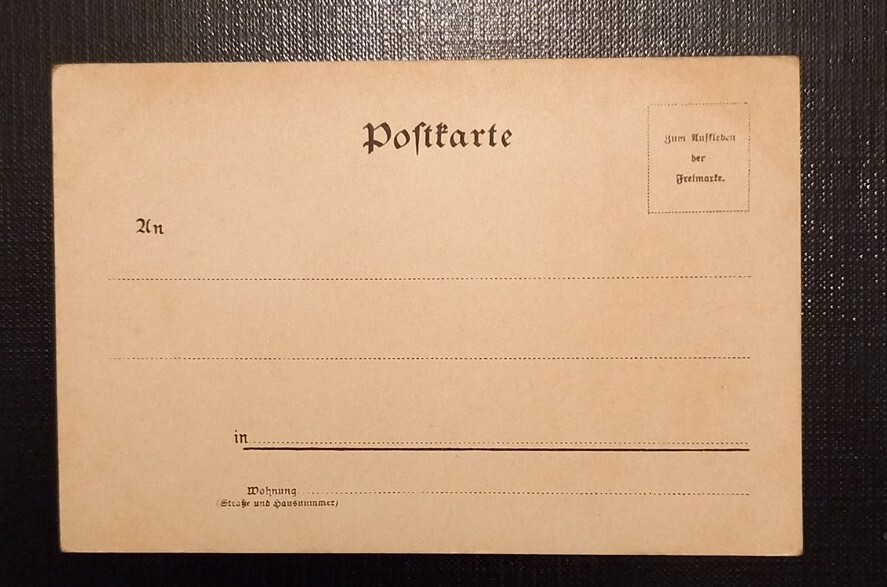 Postkarte
Zum Aufkleben
der
Freimarke.
An
in
Wohnung
(Straße und Hausnummer)